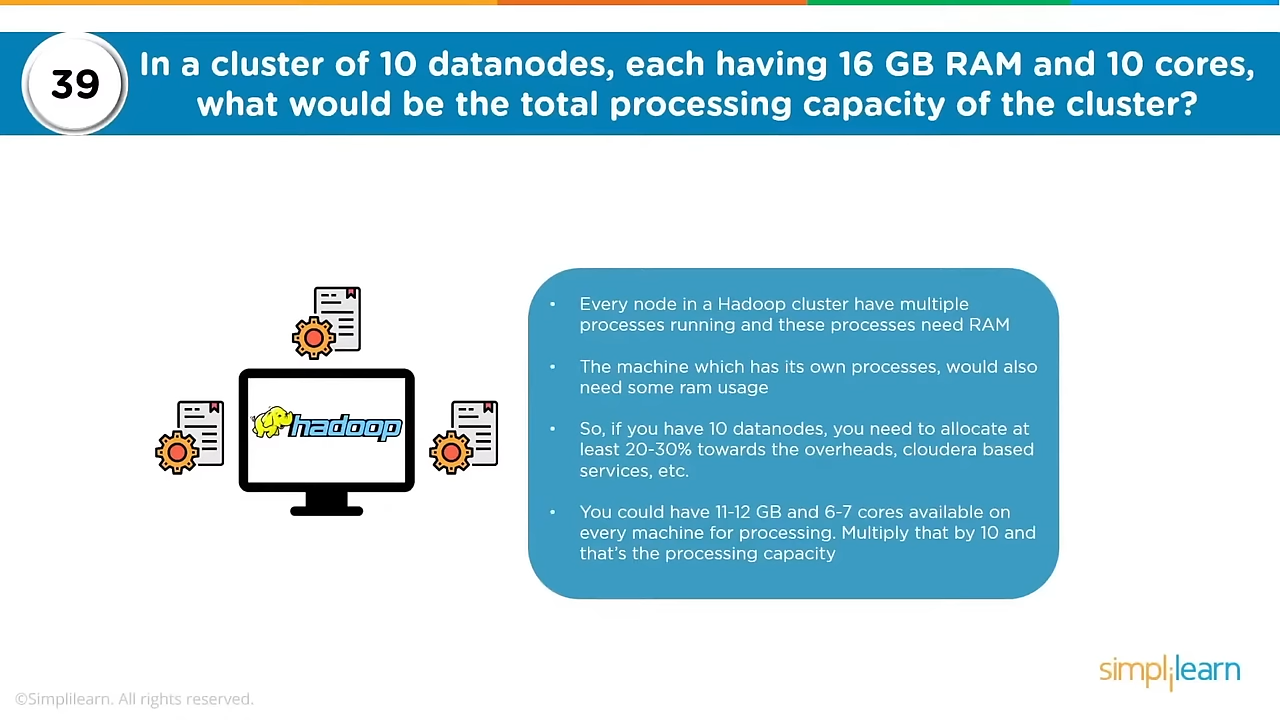 39
In a cluster of 10 datanodes, each having 16 GB RAM and 10 cores,
what would be the total processing capacity of the cluster?
hadoop
• Every node in a Hadoop cluster have multiple
processes running and these processes need RAM
• The machine which has its own processes, would also
need some ram usage
• So, if you have 10 datanodes, you need to allocate at
least 20-30% towards the overheads, cloudera based
services, etc.
• You could have 11-12 GB and 6-7 cores available on
every machine for processing. Multiply that by 10 and
that's the processing capacity
simplilearn
©Simplilearn. All rights reserved.